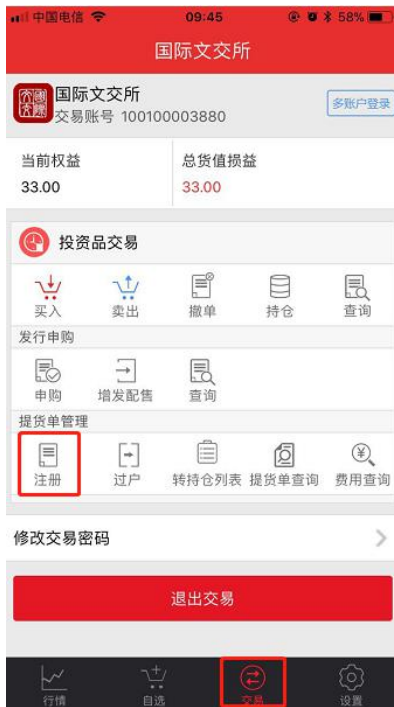 中国电信 09:45 58%
国际文交所
国际文交所
交易账号 100100003880 多账户登录
当前权益 总货值损益
33.00 33.00
投资品交易
买入 卖出 撤单 持仓 查询
发行申购
申购 增发配售 查询
提货单管理
注册 过户 转持仓列表 提货单查询 费用查询
修改交易密码
退出交易
行情 自选 交易 设置